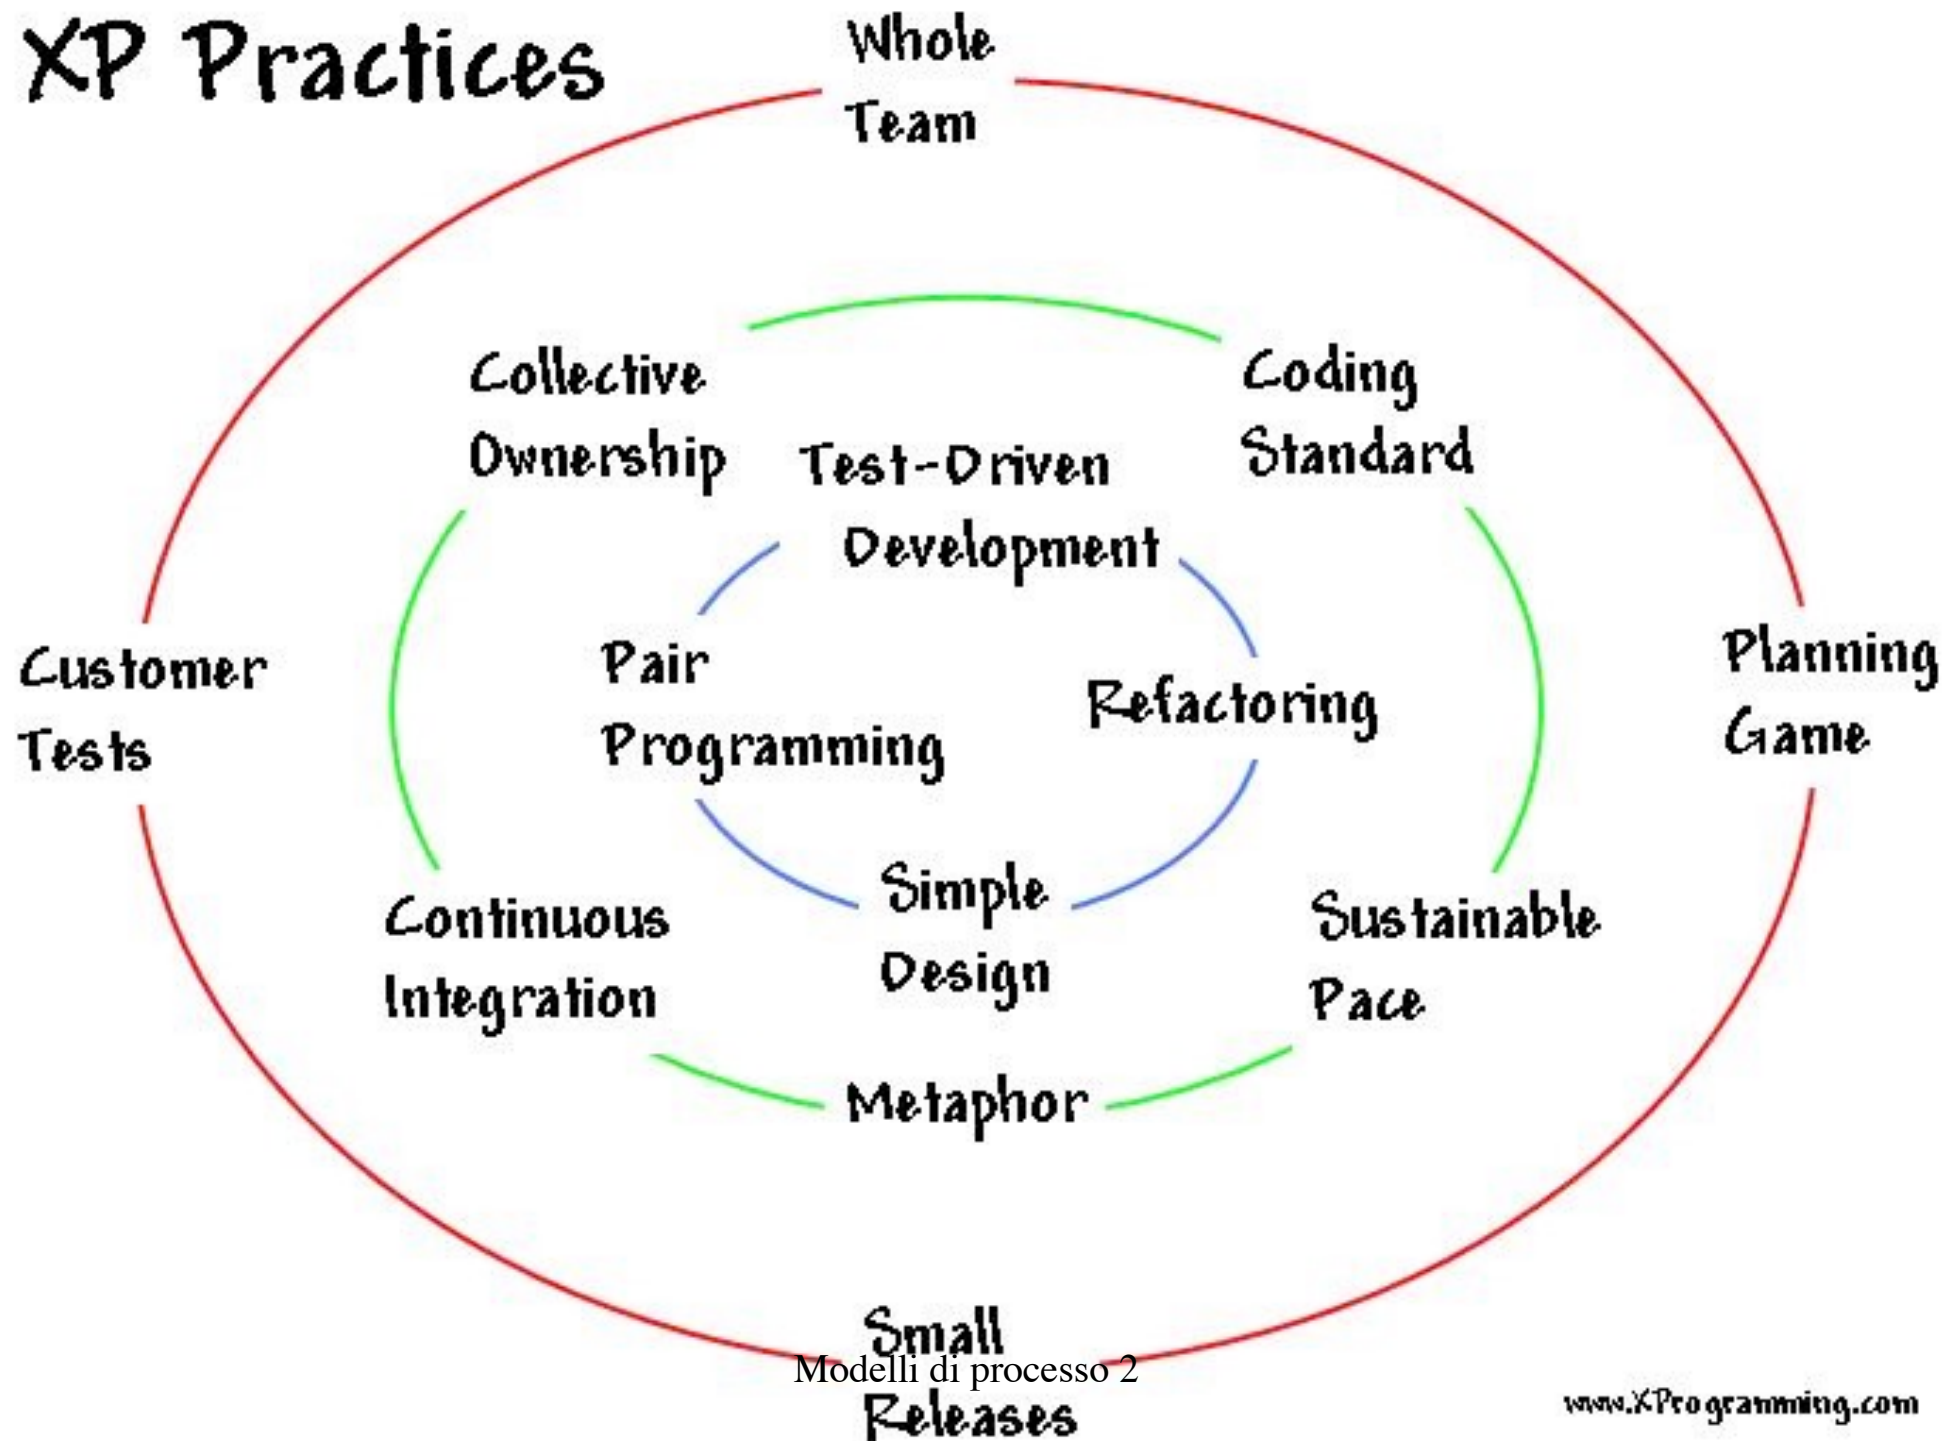 XP Practices
Whole
Team
Collective
Ownership
Coding
Standard
Test-Driven
Development
Customer
Tests
Pair
Programming
Refactoring
Planning
Game
Continuous
Integration
Simple
Design
Sustainable
Pace
Metaphor
Small
Releases
Modelli di processo 2
www.XProgramming.com